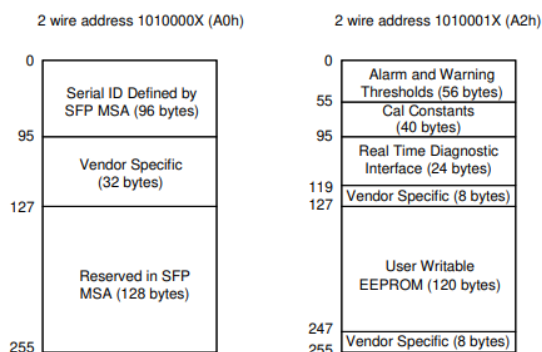 2 wire address 1010000X (A0h)
0
Serial ID Defined by
SFP MSA (96 bytes)
95
Vendor Specific
(32 bytes)
127
Reserved in SFP
MSA (128 bytes)
255
2 wire address 1010001X (A2h)
0
Alarm and Warning
Thresholds (56 bytes)
55
Cal Constants
(40 bytes)
95
Real Time Diagnostic
Interface (24 bytes)
119
Vendor Specific (8 bytes)
127
User Writable
EEPROM (120 bytes)
247
Vendor Specific (8 bytes)
255